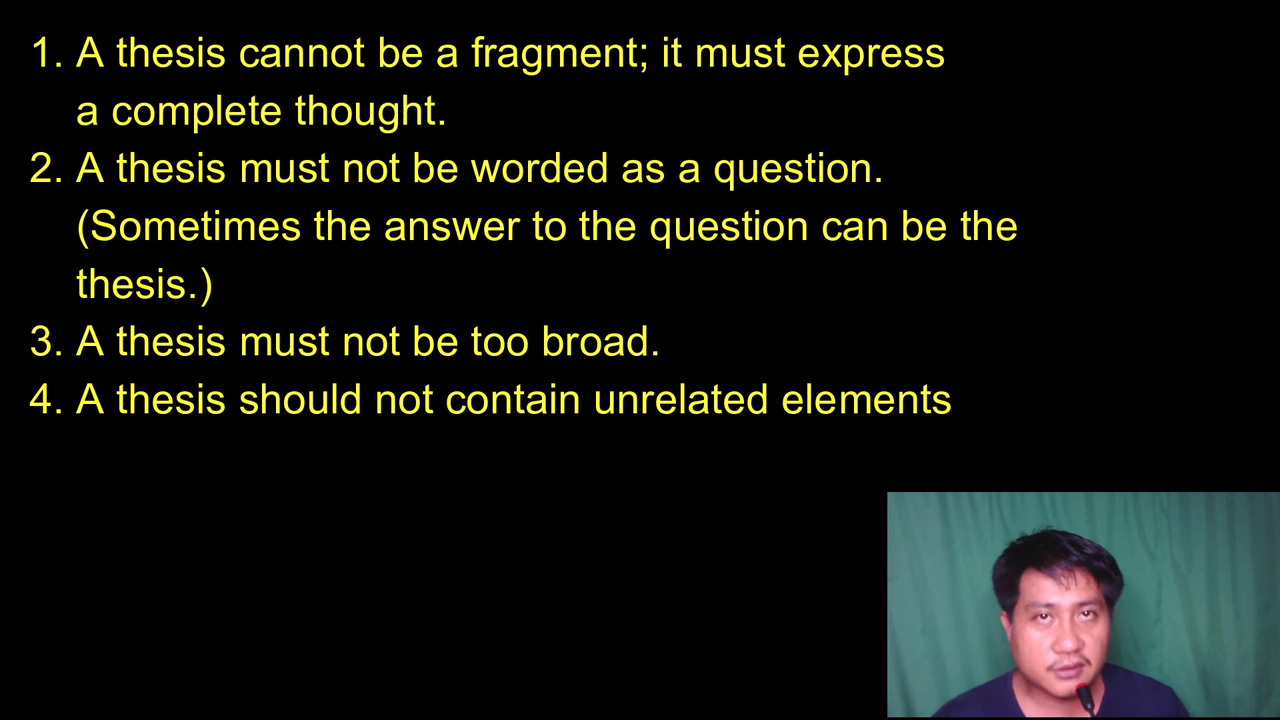 1. A thesis cannot be a fragment; it must express
a complete thought.
2. A thesis must not be worded as a question.
(Sometimes the answer to the question can be the
thesis.)
3. A thesis must not be too broad.
4. A thesis should not contain unrelated elements